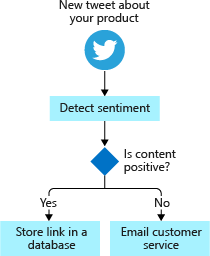 New tweet about
your product
Detect sentiment
Is content
positive?
Yes
No
Store link in a
database
Email customer
service